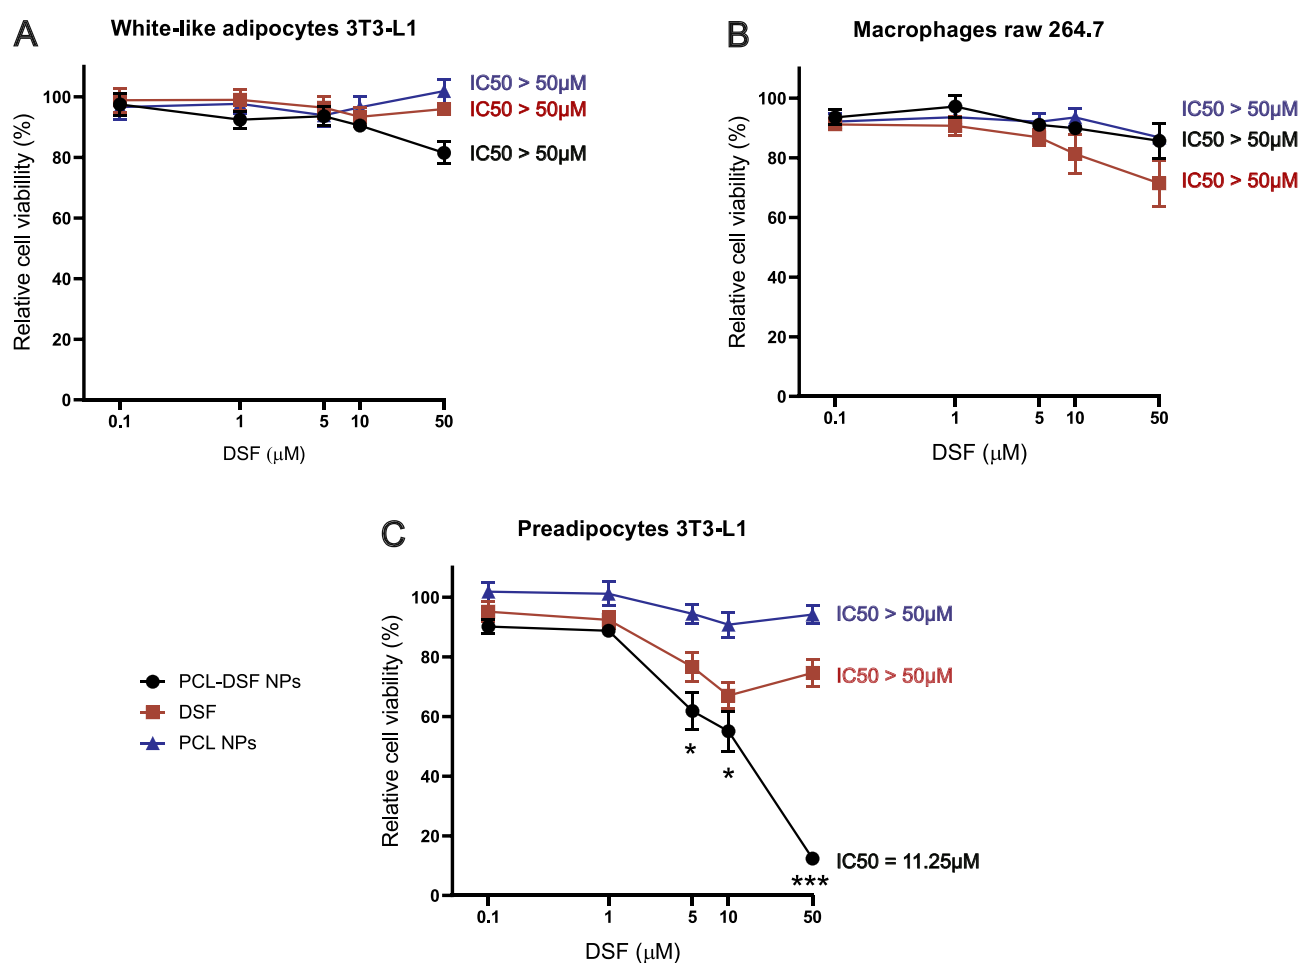 A
White-like adipocytes 3T3-L1
Relative cell viability (%)
100
80
60
40
20
0
0.1 1 5 10 50
DSF (µM)
IC50 > 50µM
IC50 > 50µM
IC50 > 50µM
B
Macrophages raw 264.7
Relative cell viability (%)
100
80
60
40
20
0
0.1 1 5 10 50
DSF (µM)
IC50 > 50µM
IC50 > 50µM
IC50 > 50µM
C
Preadipocytes 3T3-L1
Relative cell viability (%)
100
80
60
40
20
0
0.1 1 5 10 50
DSF (µM)
IC50 > 50µM
IC50 > 50µM
IC50 = 11.25µM
*
*
***
PCL-DSF NPs
DSF
PCL NPs